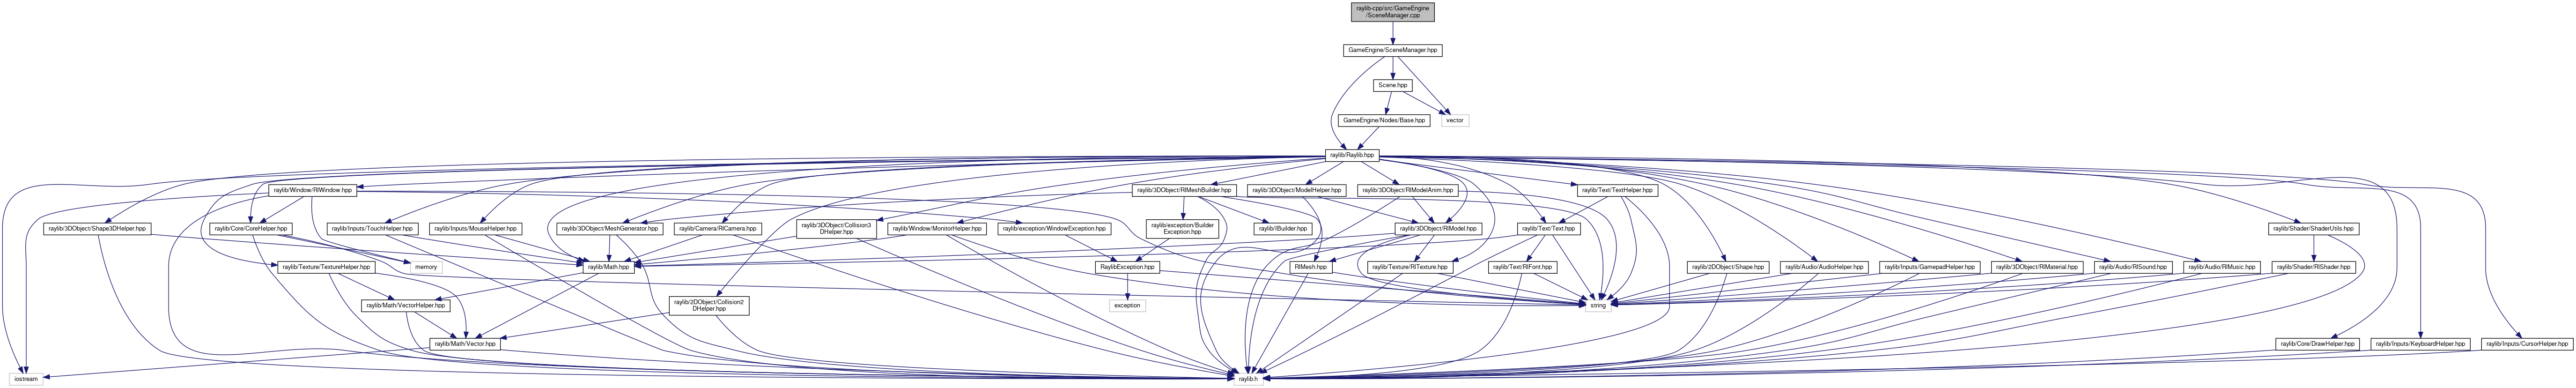 raylib-cpp/src/GameEngine
/SceneManager.cpp
GameEngine/SceneManager.hpp
Scene.hpp
GameEngine/Nodes/Base.hpp
vector
raylib/Raylib.hpp
raylib/Window/RlWindow.hpp
raylib/3DObject/RlMeshBuilder.hpp
raylib/3DObject/ModelHelper.hpp
raylib/3DObject/RlModelAnim.hpp
raylib/Text/TextHelper.hpp
raylib/3DObject/Shape3DHelper.hpp
raylib/Core/CoreHelper.hpp
raylib/Inputs/TouchHelper.hpp
raylib/Inputs/MouseHelper.hpp
raylib/3DObject/MeshGenerator.hpp
raylib/Camera/RlCamera.hpp
raylib/3DObject/Collision3
DHelper.hpp
raylib/Window/MonitorHelper.hpp
raylib/exception/WindowException.hpp
raylib/exception/Builder
Exception.hpp
raylib/IBuilder.hpp
raylib/3DObject/RlModel.hpp
raylib/Text/Text.hpp
raylib/Shader/ShaderUtils.hpp
raylib/Texture/TextureHelper.hpp
memory
raylib/Math.hpp
RaylibException.hpp
RlMesh.hpp
raylib/Texture/RlTexture.hpp
raylib/Text/RlFont.hpp
raylib/2DObject/Shape.hpp
raylib/Audio/AudioHelper.hpp
raylib/Inputs/GamepadHelper.hpp
raylib/3DObject/RlMaterial.hpp
raylib/Audio/RlSound.hpp
raylib/Audio/RlMusic.hpp
raylib/Shader/RlShader.hpp
raylib/Math/VectorHelper.hpp
raylib/2DObject/Collision2
DHelper.hpp
exception
string
raylib/Math/Vector.hpp
raylib/Core/DrawHelper.hpp
raylib/Inputs/KeyboardHelper.hpp
raylib/Inputs/CursorHelper.hpp
iostream
raylib.h